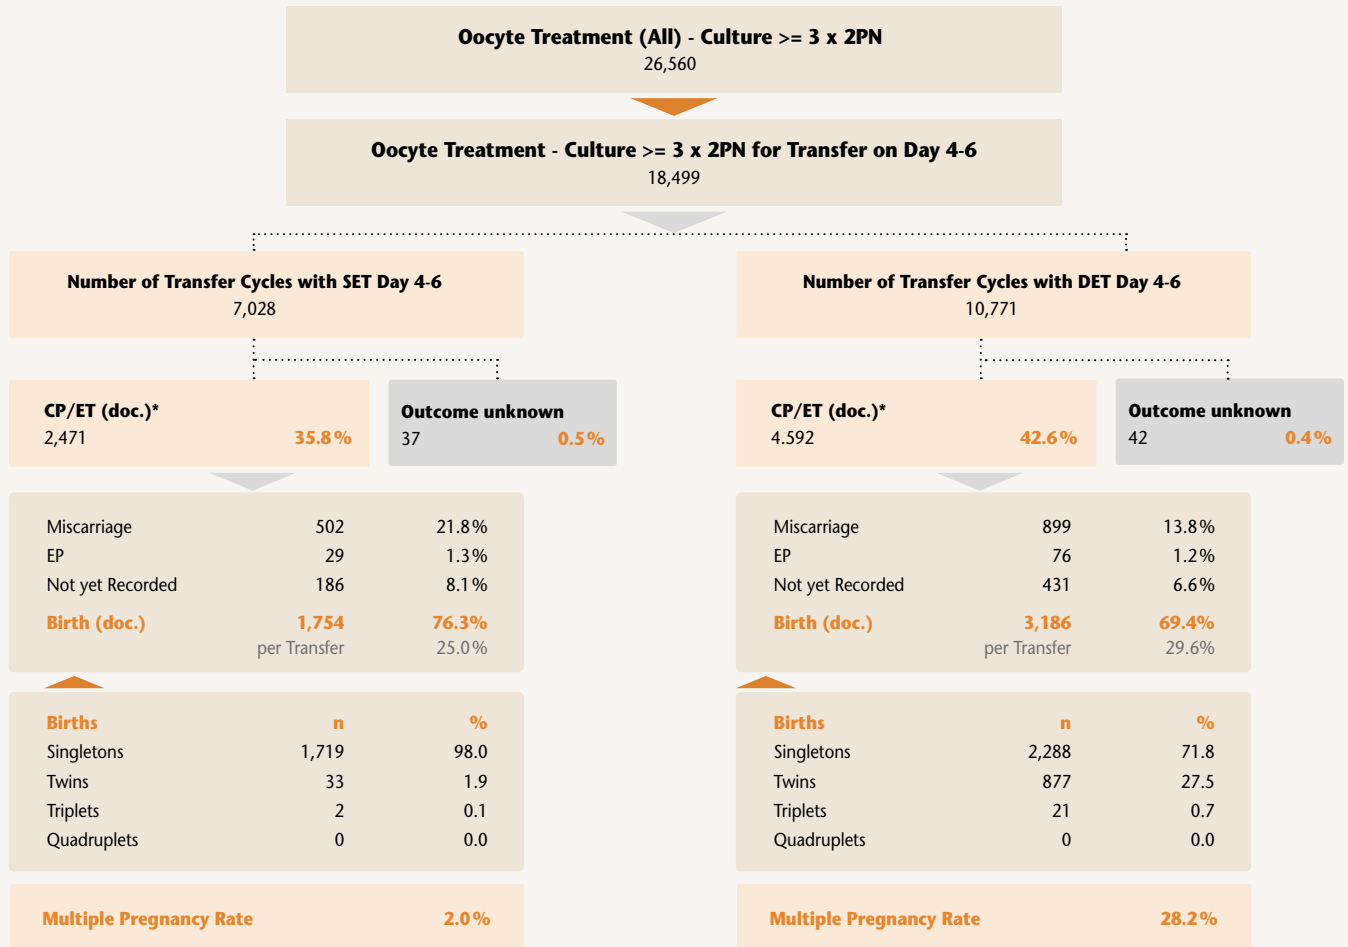 Oocyte Treatment (All) - Culture >= 3 x 2PN
26,560
Oocyte Treatment - Culture >= 3 x 2PN for Transfer on Day 4-6
18,499
Number of Transfer Cycles with SET Day 4-6
7,028
CP/ET (doc.)*
2,471 35.8%
Outcome unknown
37 0.5%
Miscarriage 502 21.8%
EP 29 1.3%
Not yet Recorded 186 8.1%
Birth (doc.) 1,754 76.3%
per Transfer 25.0%
Births n %
Singletons 1,719 98.0
Twins 33 1.9
Triplets 2 0.1
Quadruplets 0 0.0
Multiple Pregnancy Rate 2.0%
Number of Transfer Cycles with DET Day 4-6
10,771
CP/ET (doc.)*
4.592 42.6%
Outcome unknown
42 0.4%
Miscarriage 899 13.8%
EP 76 1.2%
Not yet Recorded 431 6.6%
Birth (doc.) 3,186 69.4%
per Transfer 29.6%
Births n %
Singletons 2,288 71.8
Twins 877 27.5
Triplets 21 0.7
Quadruplets 0 0.0
Multiple Pregnancy Rate 28.2%